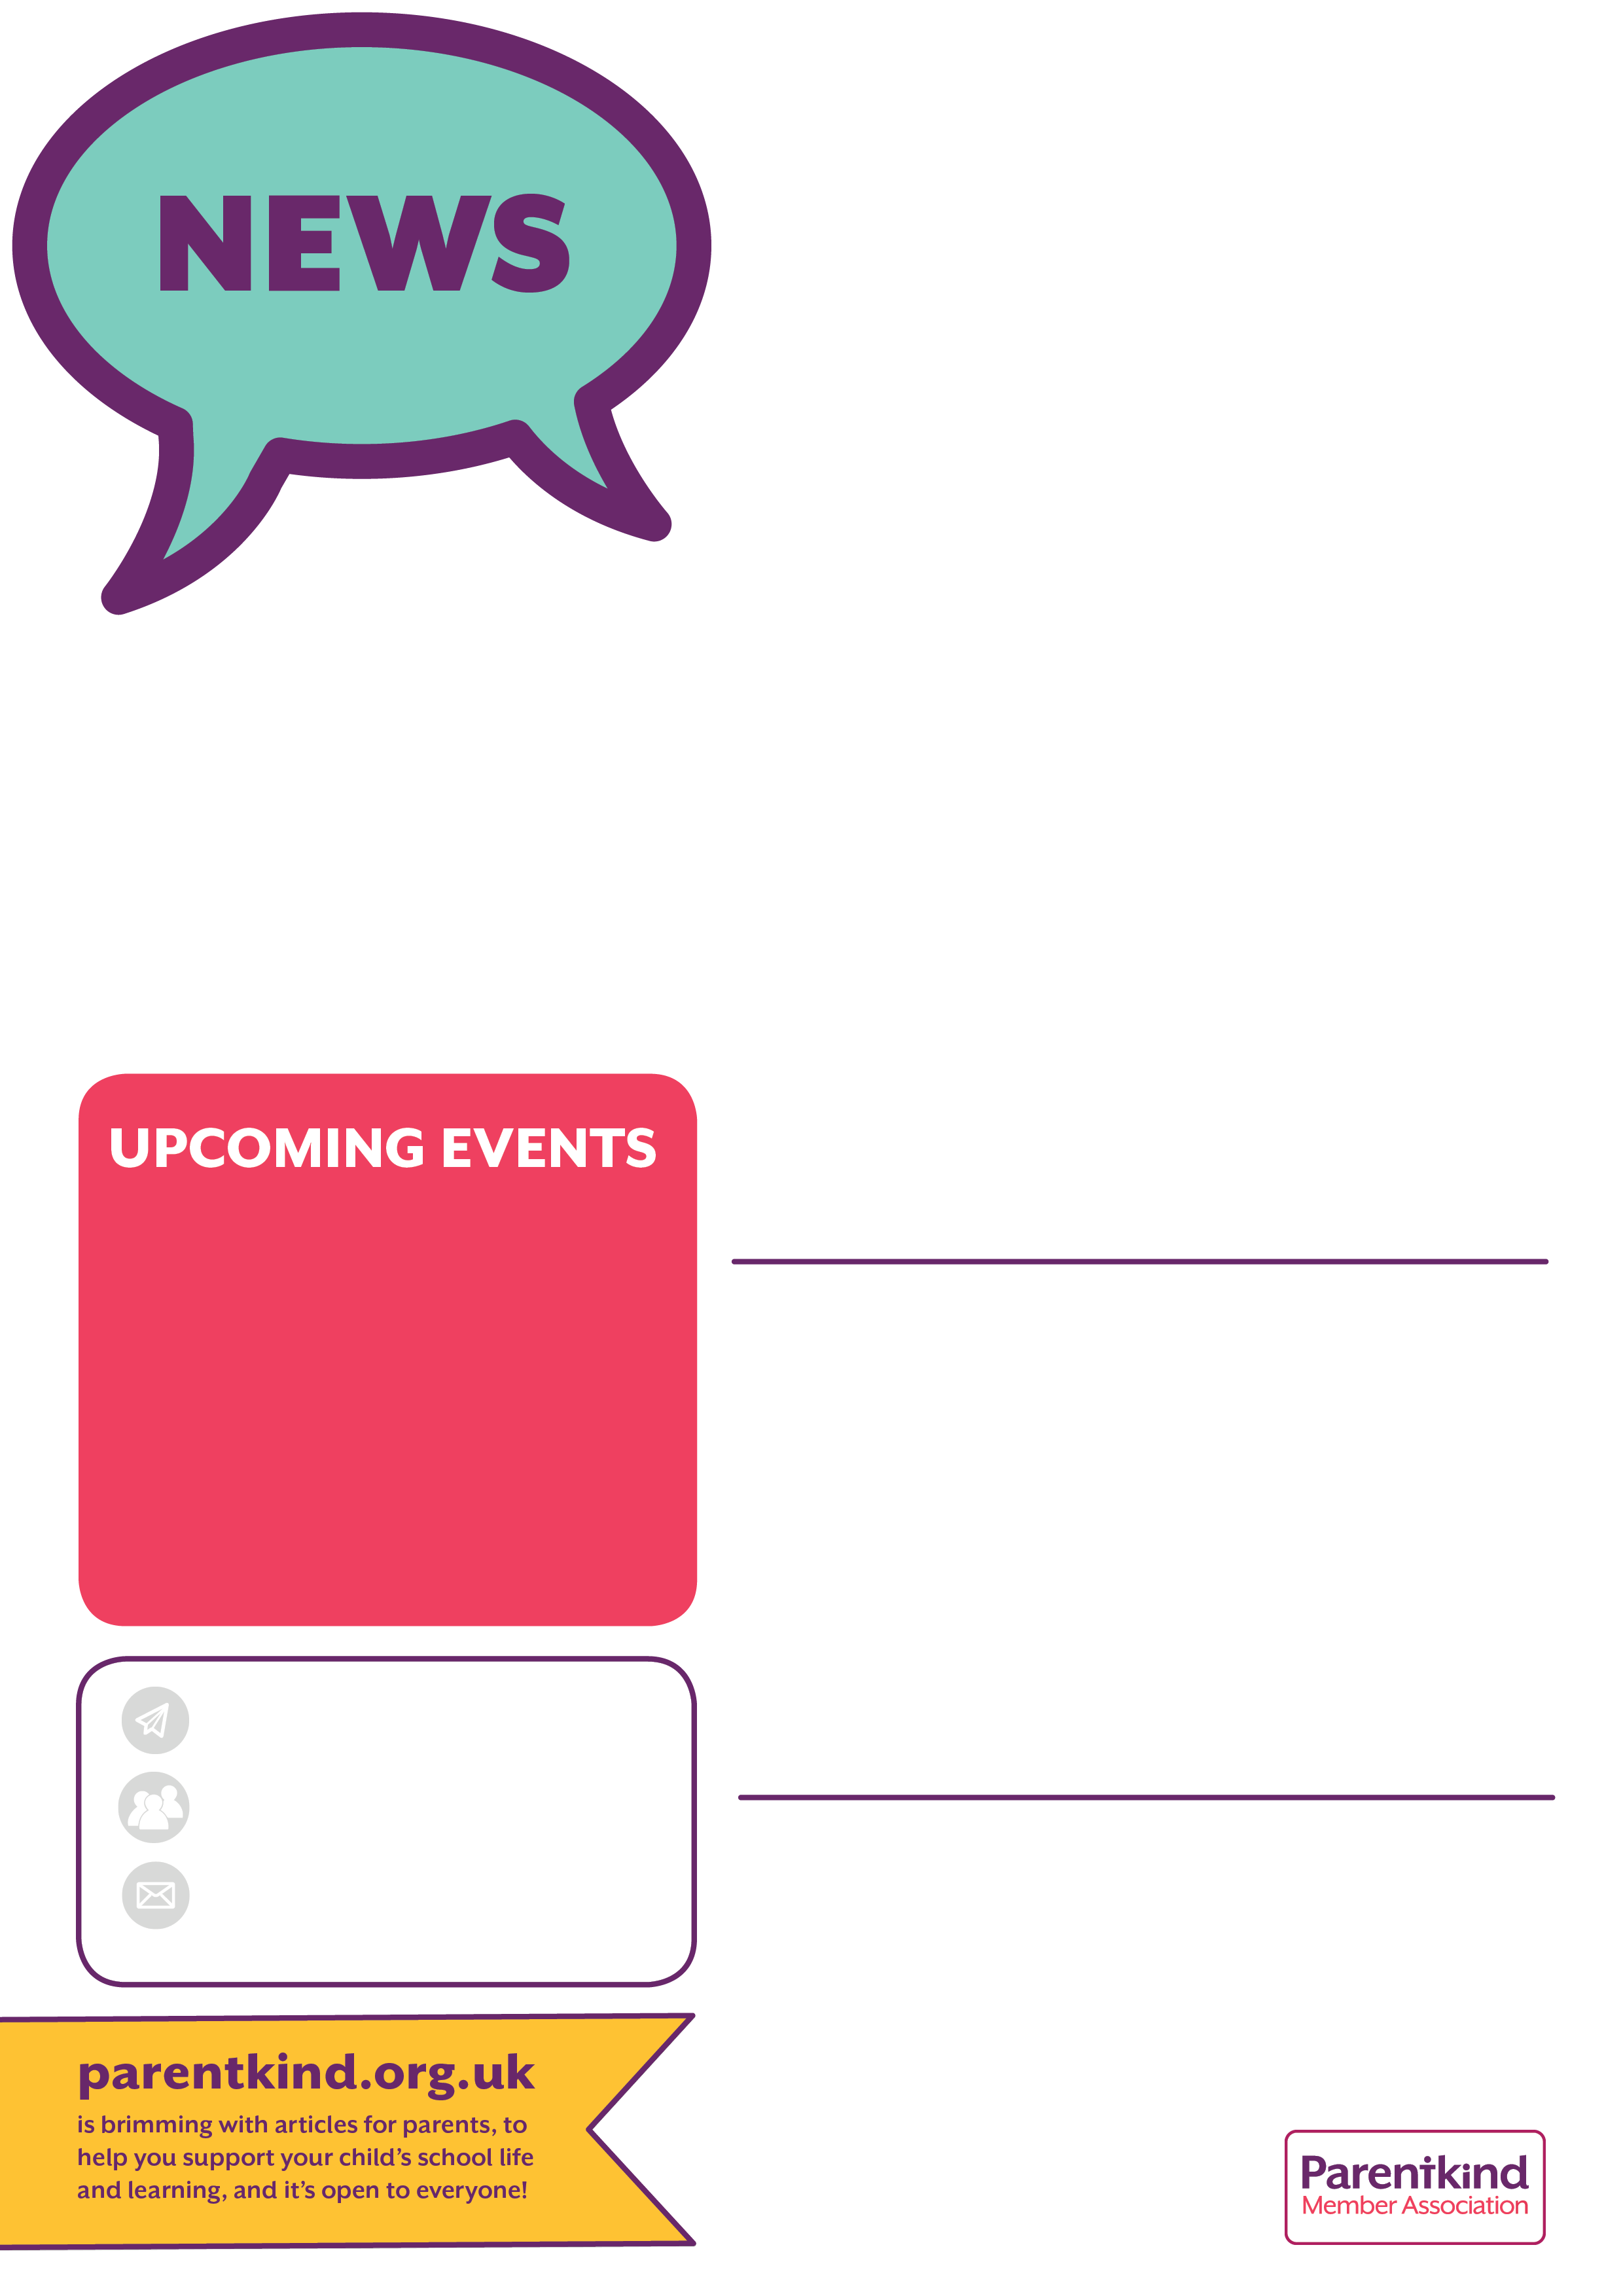 NEWS
UPCOMING EVENTS
parentkind.org.uk
is brimming with articles for parents, to
help you support your child’s school life
and learning, and it’s open to everyone!
Parentkind
Member Association